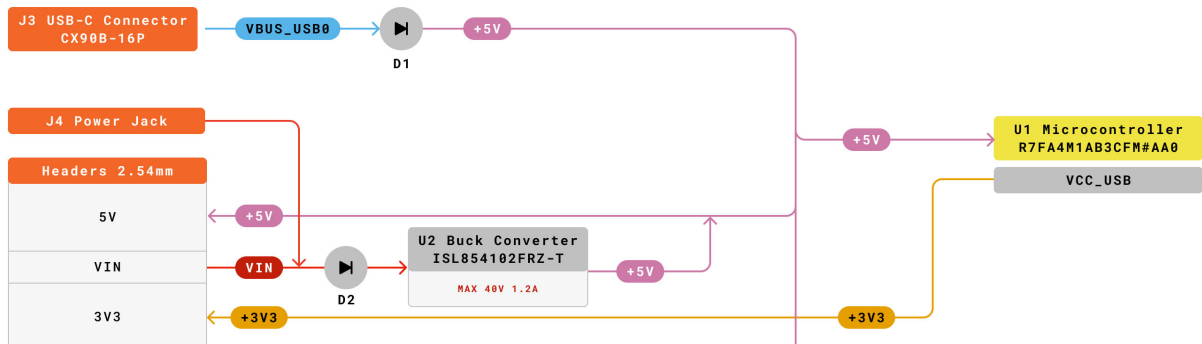 J3 USB-C Connector
CX90B-16P
VBUS_USB0
D1
+5V
J4 Power Jack
+5V
U1 Microcontroller
R7FA4M1AB3CFM#AA0
VCC_USB
Headers 2.54mm
5V
+5V
VIN
VIN
D2
U2 Buck Converter
ISL854102FRZ-T
MAX 40V 1.2A
+5V
3V3
+3V3
+3V3